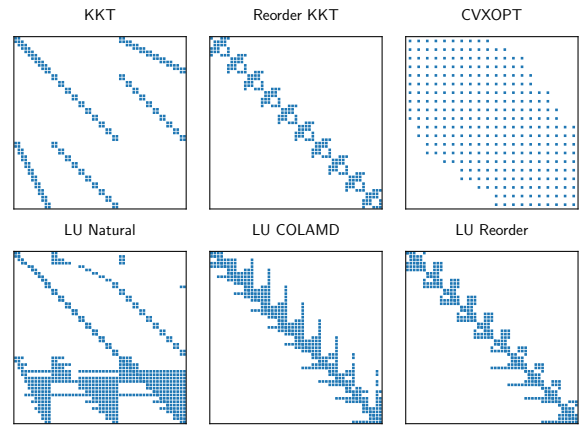 KKT
Reorder KKT
CVXOPT
LU Natural
LU COLAMD
LU Reorder